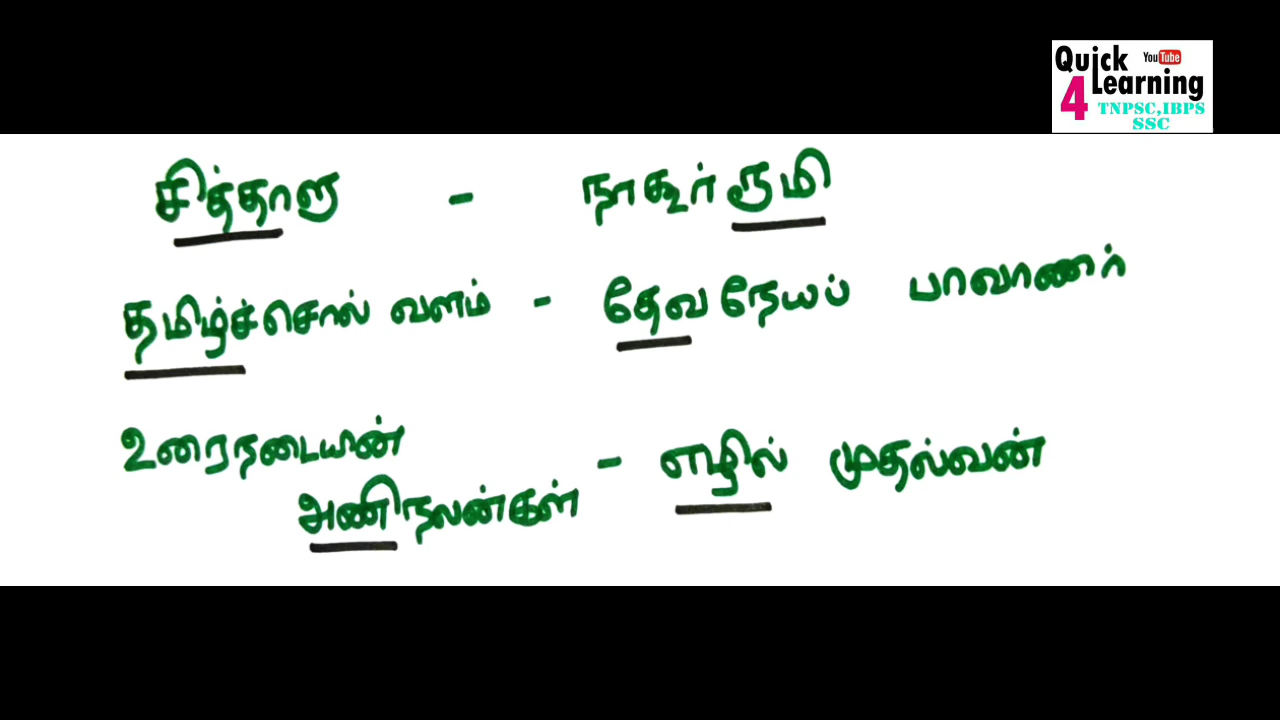 Quick YouTube
4 Learning
TNPSC,IBPS
SSC
சித்தாளு - நாகூர்ரூமி
தமிழ்ச்சொல் வளம் - தேவநேயப் பாவாணர்
உரைநடையின்
அணிநலன்கள் - எழில் முதல்வன்